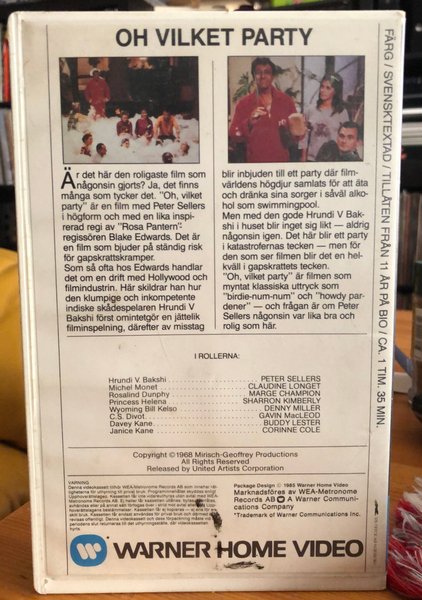 OH VILKET PARTY
Är det här den roligaste film som
någonsin gjorts? Ja, det finns
många som tycker det. "Oh, vilket
party" är en film med Peter Sellers
i högform och med en lika inspi-
rerad regi av "Rosa Pantern"-
regissören Blake Edwards. Det är
en film som bjuder på ständig risk
för gapskrattskramper.
Som så ofta hos Edwards handlar
det om en drift med Hollywood och
filmindustrin. Här skildrar han hur
den klumpige och inkompetente
indiske skådespelaren Hrundi V
Bakshi först omintetgör en jättelik
filminspelning, därefter av misstag
blir inbjuden till ett party där film-
världens högdjur samlats för att äta
och dränka sina sorger i såväl alko-
hol som swimmingpool.
Men med den gode Hrundi V Bak-
shi i huset blir inget sig likt — aldrig
någonsin igen. Det här blir ett party
i katastrofernas tecken — men för
den som ser filmen blir det en hel-
kväll i gapskrattets tecken.
"Oh, vilket party" är filmen som
myntat klassiska uttryck som
"birdie-num-num" och "howdy par-
dener" — och frågan är om Peter
Sellers någonsin var lika bra och
rolig som här.
FÄRG / SVENSKTEXTAD / TILLÅTEN FRÅN 11 ÅR PÅ BIO / CA. 1 TIM. 35 MIN.
I ROLLERNA:
Hrundi V. Bakshi PETER SELLERS
Michel Monet CLAUDINE LONGET
Rosalind Dunphy MARGE CHAMPION
Princess Helena SHARRON KIMBERLY
Wyoming Bill Kelso DENNY MILLER
C.S. Divot GAVIN MacLEOD
Davey Kane BUDDY LESTER
Janice Kane CORINNE COLE
Copyright ©1968 Mirisch-Geoffrey Productions
All Rights Reserved
Released by United Artists Corporation
VARNING
Package Design © 1985 Warner Home Video
Marknadsföres av WEA-Metronome
Records AB A Warner Communi-
cations Company
*Trademark of Warner Communications Inc.
WARNER HOME VIDEO